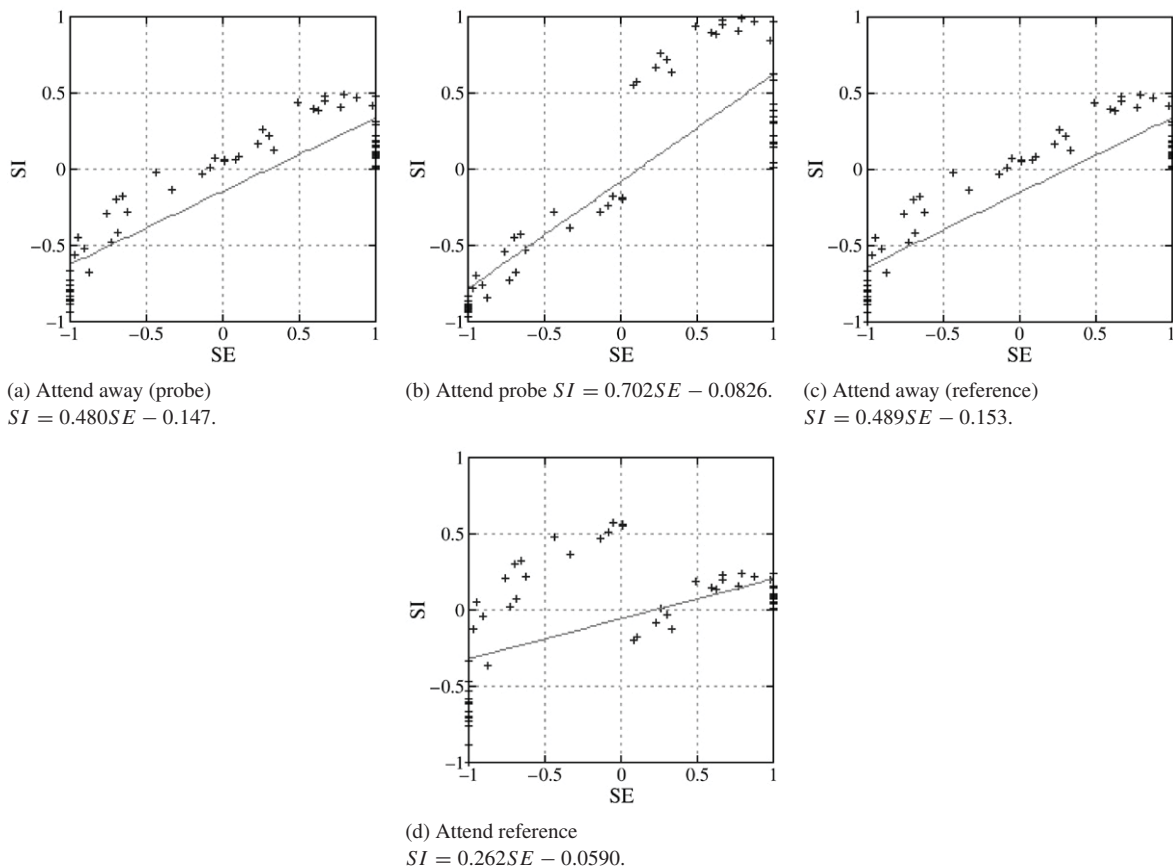 1
0.5
0
−0.5
−1
SI
−1
−0.5
0
0.5
1
SE
(a) Attend away (probe)
SI = 0.480SE − 0.147.
1
0.5
0
−0.5
−1
SI
−1
−0.5
0
0.5
1
SE
(b) Attend probe SI = 0.702SE − 0.0826.
1
0.5
0
−0.5
−1
SI
−1
−0.5
0
0.5
1
SE
(c) Attend away (reference)
SI = 0.489SE − 0.153.
1
0.5
0
−0.5
−1
SI
−1
−0.5
0
0.5
1
SE
(d) Attend reference
SI = 0.262SE − 0.0590.